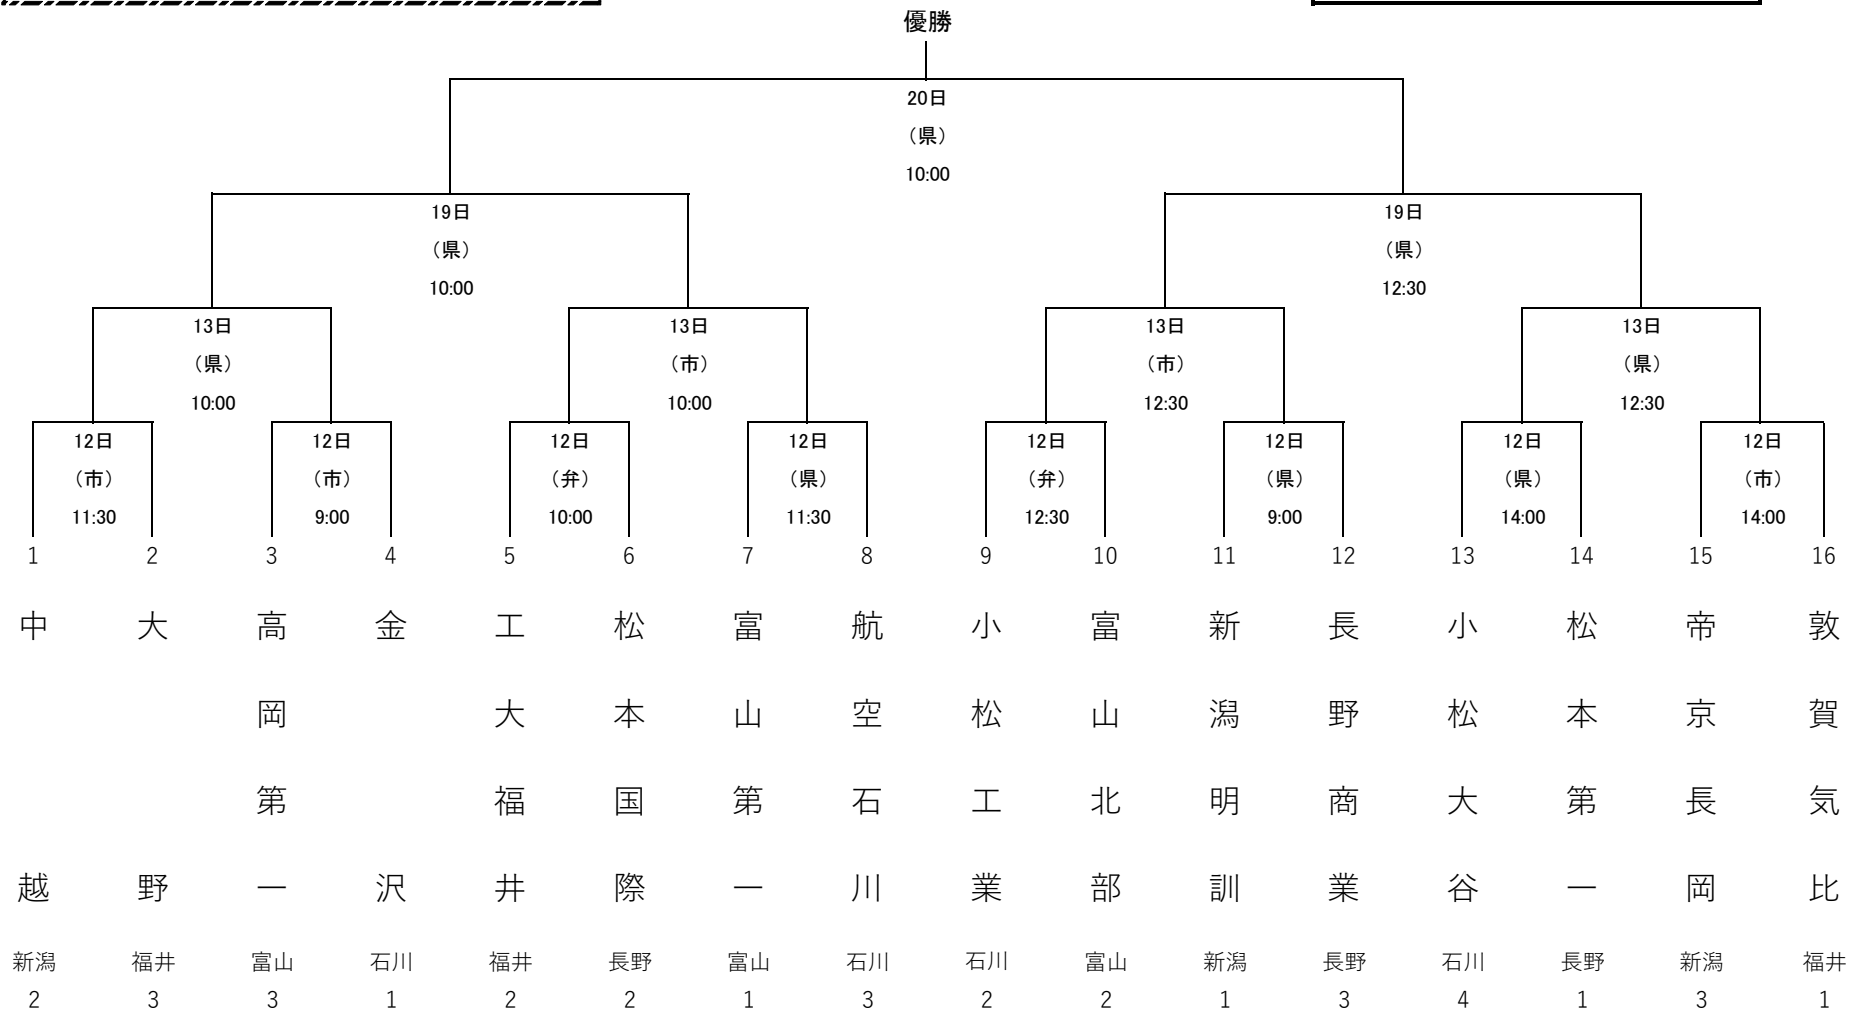 優勝
20日
（県）
10:00
19日
（県）
10:00
19日
（県）
12:30
13日
（県）
10:00
13日
（市）
10:00
13日
（市）
12:30
13日
（県）
12:30
12日
（市）
11:30
12日
（市）
9:00
12日
（弁）
10:00
12日
（県）
11:30
12日
（弁）
12:30
12日
（県）
9:00
12日
（県）
14:00
12日
（市）
14:00
1 2 3 4 5 6 7 8 9 10 11 12 13 14 15 16
中越
大野
高岡第一
金沢
工大福井
松本国際
富山第一
航空石川
小松工業
富山北部
新潟明訓
長野商業
小松大谷
松本第一
帝京長岡
敦賀気比
新潟 福井 富山 石川 福井 長野 富山 石川 石川 富山 新潟 長野 石川 長野 新潟 福井
2 3 3 1 2 2 1 3 2 2 1 3 4 1 3 1